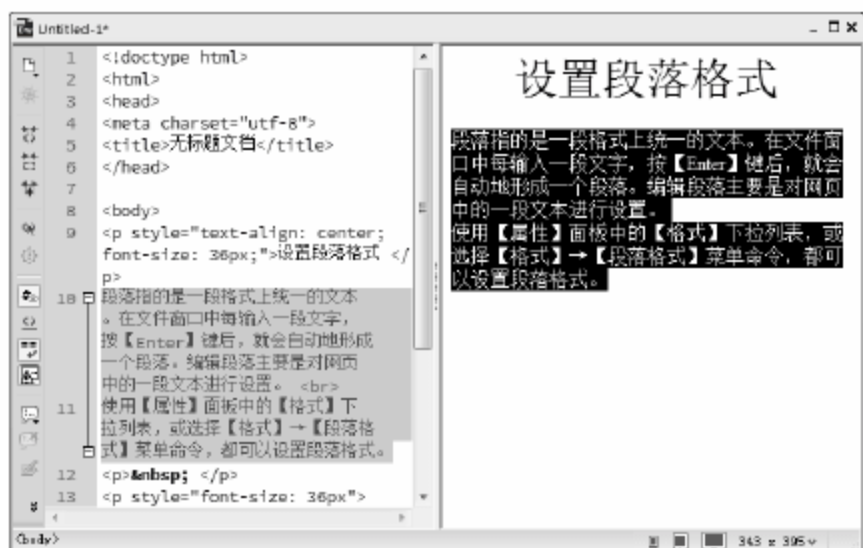 Untitled-1*
1 <!doctype html>
2 <html>
3 <head>
4 <meta charset="utf-8">
5 <title>无标题文档</title>
6 </head>
7
8 <body>
9 <p style="text-align: center;
font-size: 36px;">设置段落格式 </
p>
10 段落指的是一段格式上统一的文本
。在文件窗口中每输入一段文字，
按【Enter】键后，就会自动地形成
一个段落。编辑段落主要是对网页
中的一段文本进行设置。 <br>
11 使用【属性】面板中的【格式】下
拉列表，或选择【格式】→【段落格
式】菜单命令，都可以设置段落格式。
12 <p>&nbsp; </p>
13 <p style="font-size: 36px">
设置段落格式
段落指的是一段格式上统一的文本。在文件窗
口中每输入一段文字，按【Enter】键后，就会
自动地形成一个段落。编辑段落主要是对网页
中的一段文本进行设置。
使用【属性】面板中的【格式】下拉列表，或
选择【格式】→【段落格式】菜单命令，都可
以设置段落格式。
<body>
343 x 395